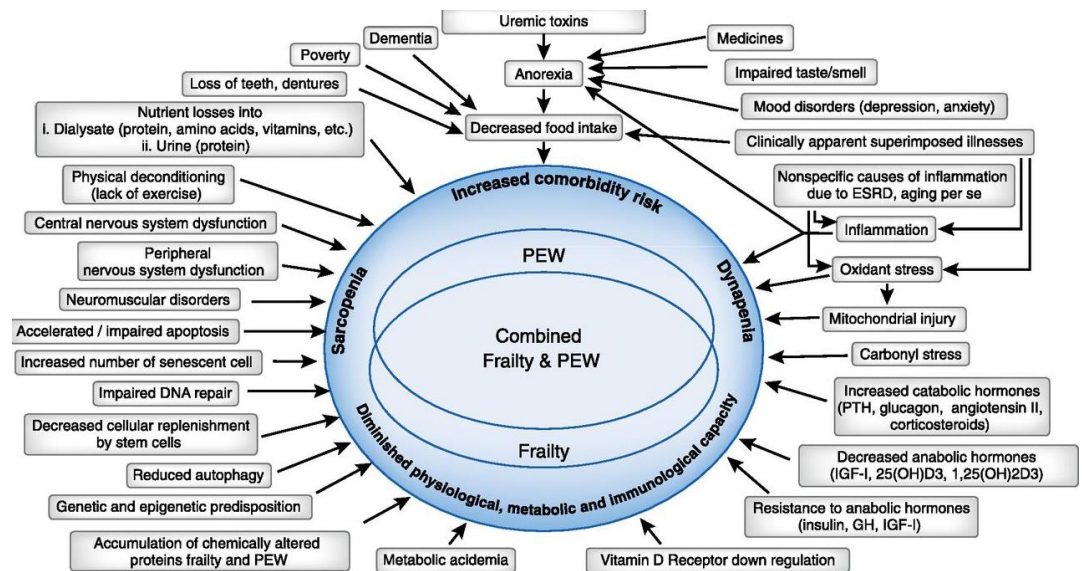 Uremic toxins
Dementia
Medicines
Poverty
Anorexia
Impaired taste/smell
Loss of teeth, dentures
Mood disorders (depression, anxiety)
Nutrient losses into
i. Dialysate (protein, amino acids, vitamins, etc.)
ii. Urine (protein)
Decreased food intake
Clinically apparent superimposed illnesses
Physical deconditioning
(lack of exercise)
Nonspecific causes of inflammation
due to ESRD, aging per se
Central nervous system dysfunction
Inflammation
Peripheral
nervous system dysfunction
Oxidant stress
Neuromuscular disorders
Mitochondrial injury
Accelerated / impaired apoptosis
Increased number of senescent cell
Carbonyl stress
Impaired DNA repair
Increased catabolic hormones
(PTH, glucagon, angiotensin II,
corticosteroids)
Decreased cellular replenishment
by stem cells
Decreased anabolic hormones
(IGF-I, 25(OH)D3, 1,25(OH)2D3)
Reduced autophagy
Genetic and epigenetic predisposition
Resistance to anabolic hormones
(insulin, GH, IGF-I)
Accumulation of chemically altered
proteins frailty and PEW
Metabolic acidemia
Vitamin D Receptor down regulation
Increased comorbidity risk
Sarcopenia
Dynapenia
PEW
Combined
Frailty & PEW
Frailty
Diminished physiological, metabolic and immunological capacity